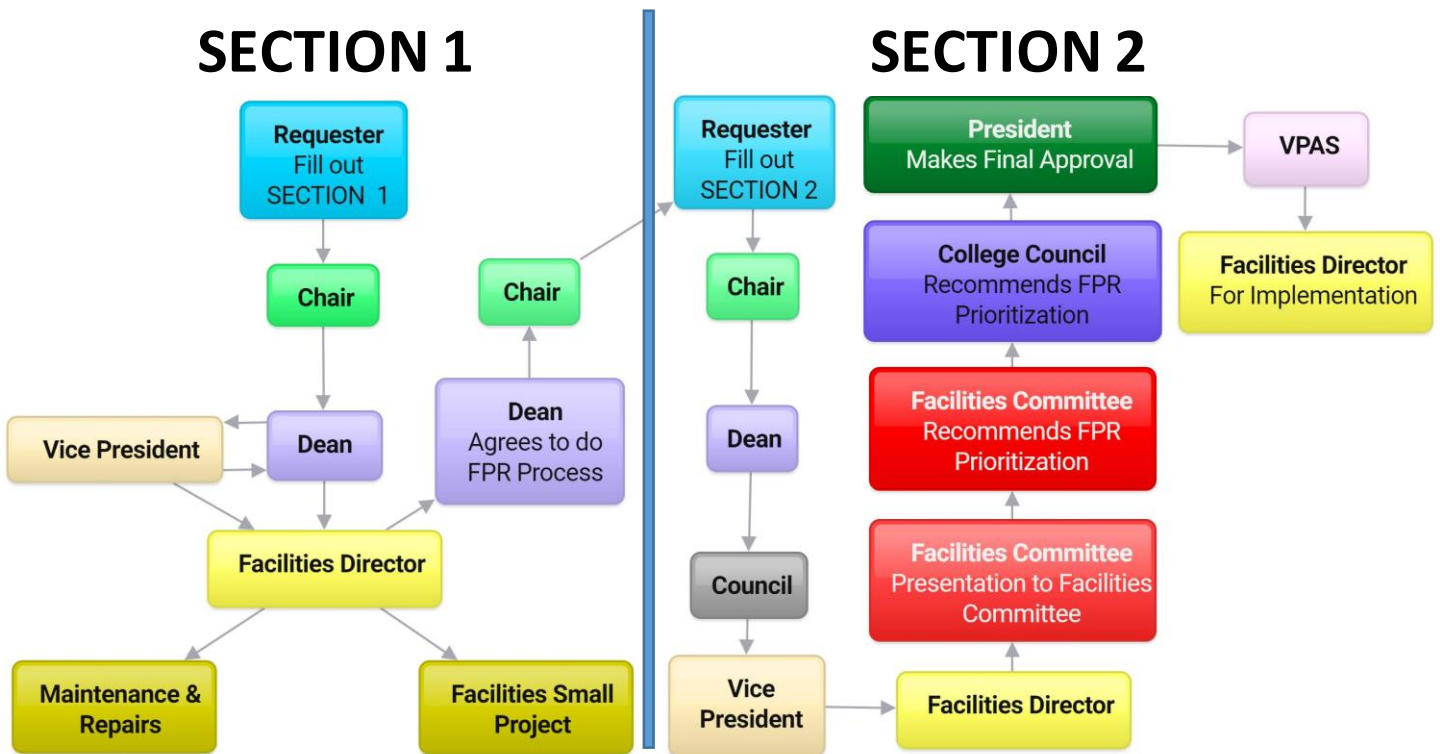 SECTION 1
Requester
Fill out
SECTION 1
Chair
Vice President
Dean
Facilities Director
Maintenance &
Repairs
Facilities Small
Project
Dean
Agrees to do
FPR Process
Chair
SECTION 2
Requester
Fill out
SECTION 2
Chair
Dean
Council
Vice
President
Facilities Director
Facilities Committee
Presentation to Facilities
Committee
Facilities Committee
Recommends FPR
Prioritization
College Council
Recommends FPR
Prioritization
President
Makes Final Approval
VPAS
Facilities Director
For Implementation